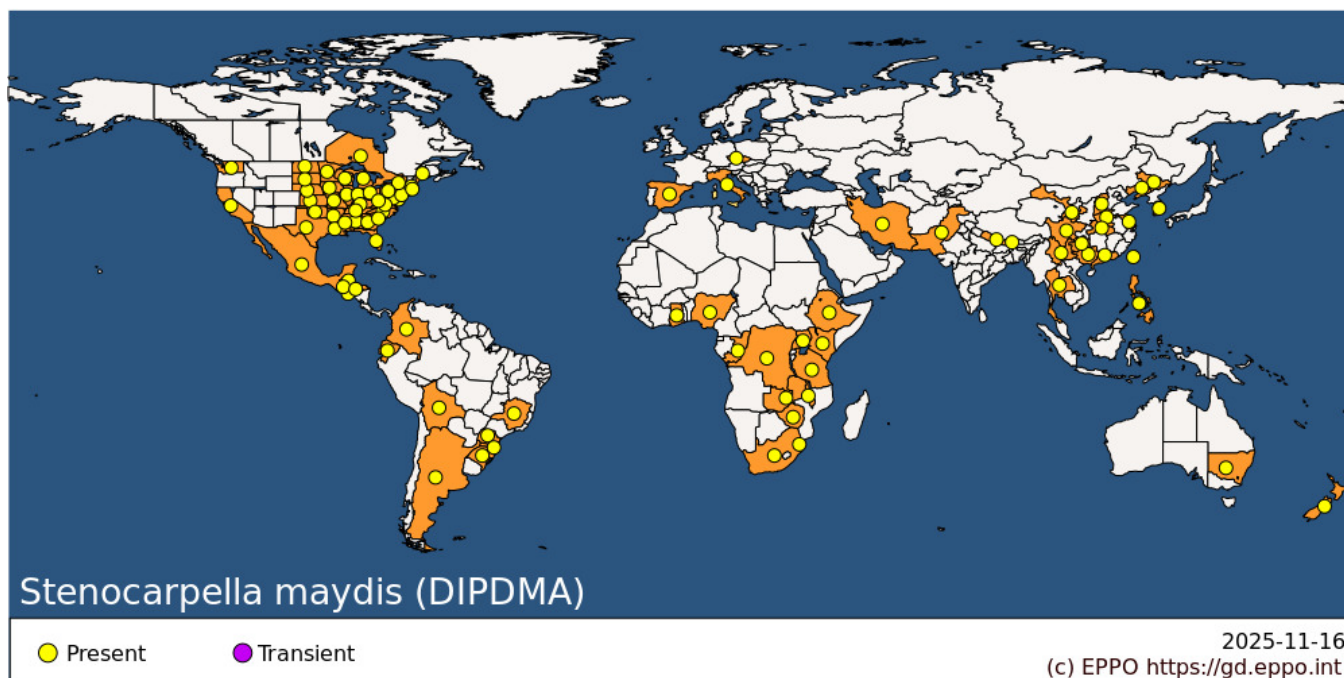 Stenocarpella maydis (DIPDMA)
Present
Transient
2025-11-16
(c) EPPO https://gd.eppo.int